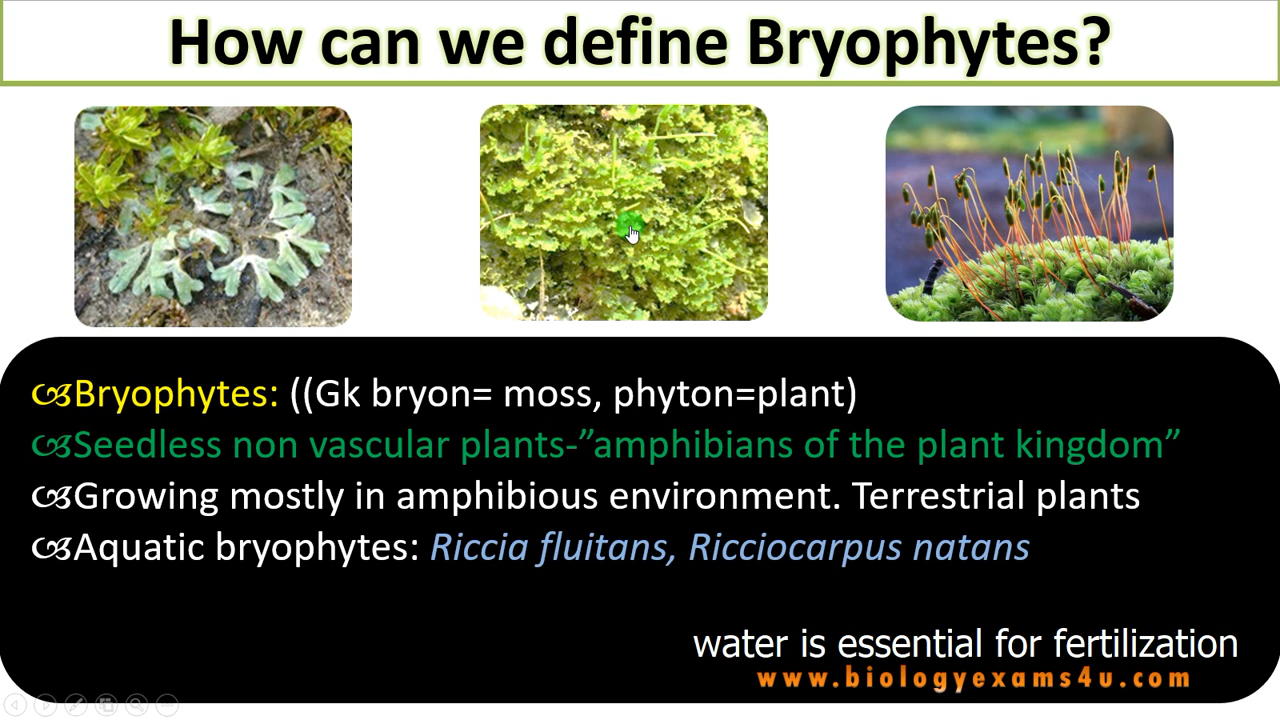 How can we define Bryophytes?
Bryophytes: ((Gk bryon= moss, phyton=plant)
Seedless non vascular plants-”amphibians of the plant kingdom”
Growing mostly in amphibious environment. Terrestrial plants
Aquatic bryophytes: Riccia fluitans, Ricciocarpus natans
water is essential for fertilization
www.biologyexams4u.com